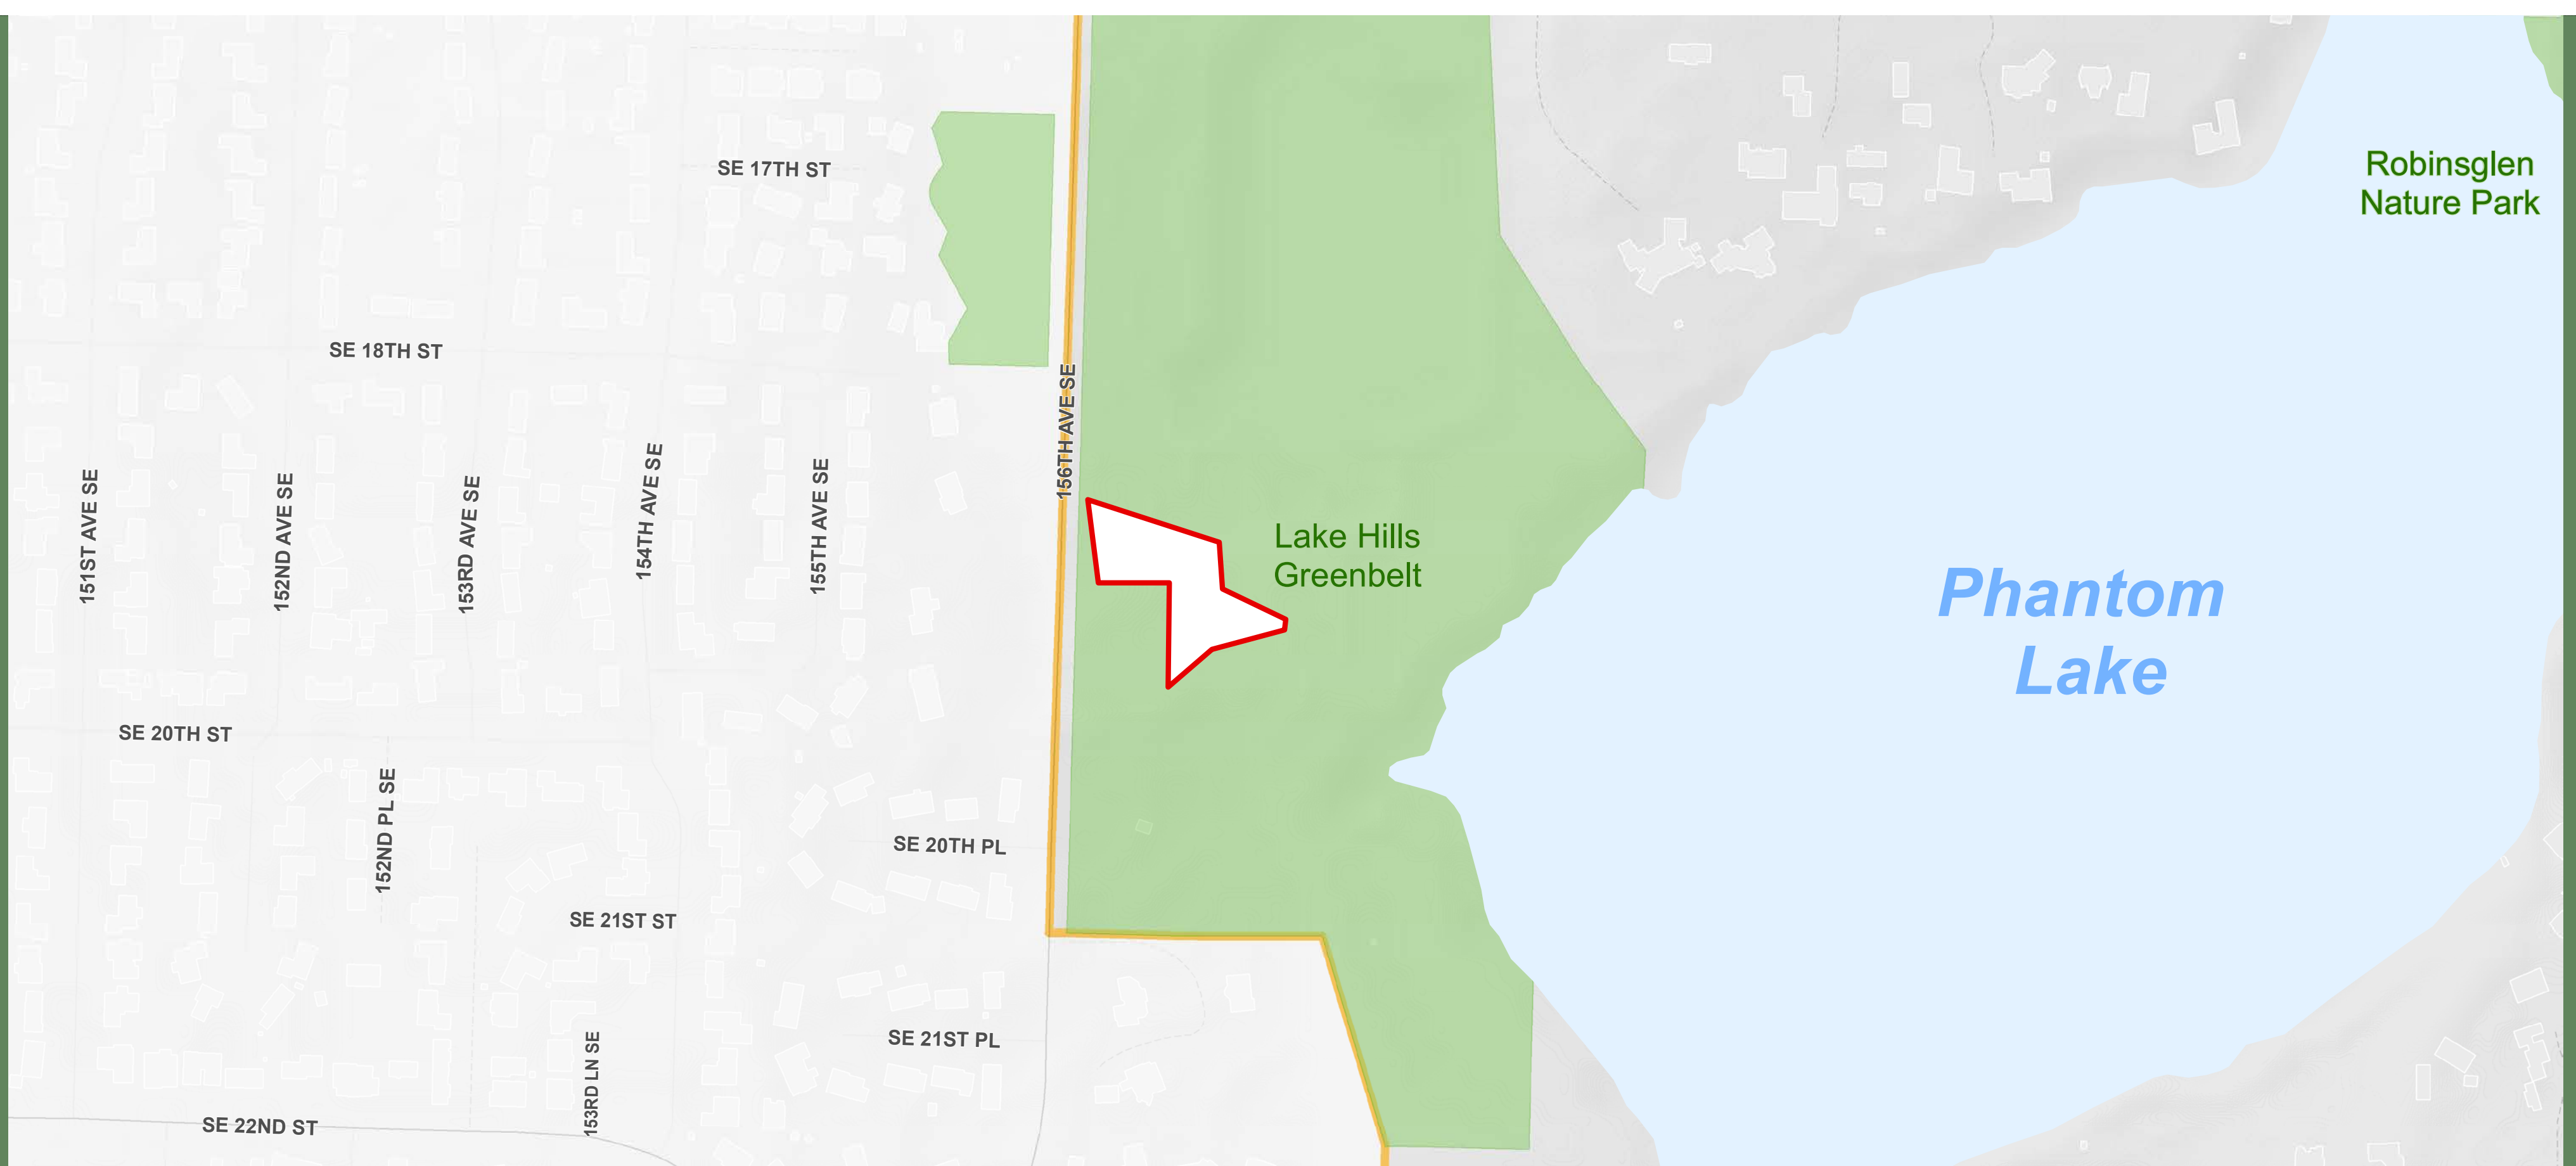 Robinsglen
Nature Park
SE 17TH ST
SE 18TH ST
156TH AVE SE
151ST AVE SE
152ND AVE SE
153RD AVE SE
154TH AVE SE
155TH AVE SE
Lake Hills
Greenbelt
Phantom
Lake
SE 20TH ST
152ND PL SE
SE 20TH PL
SE 21ST ST
SE 21ST PL
153RD LN SE
SE 22ND ST